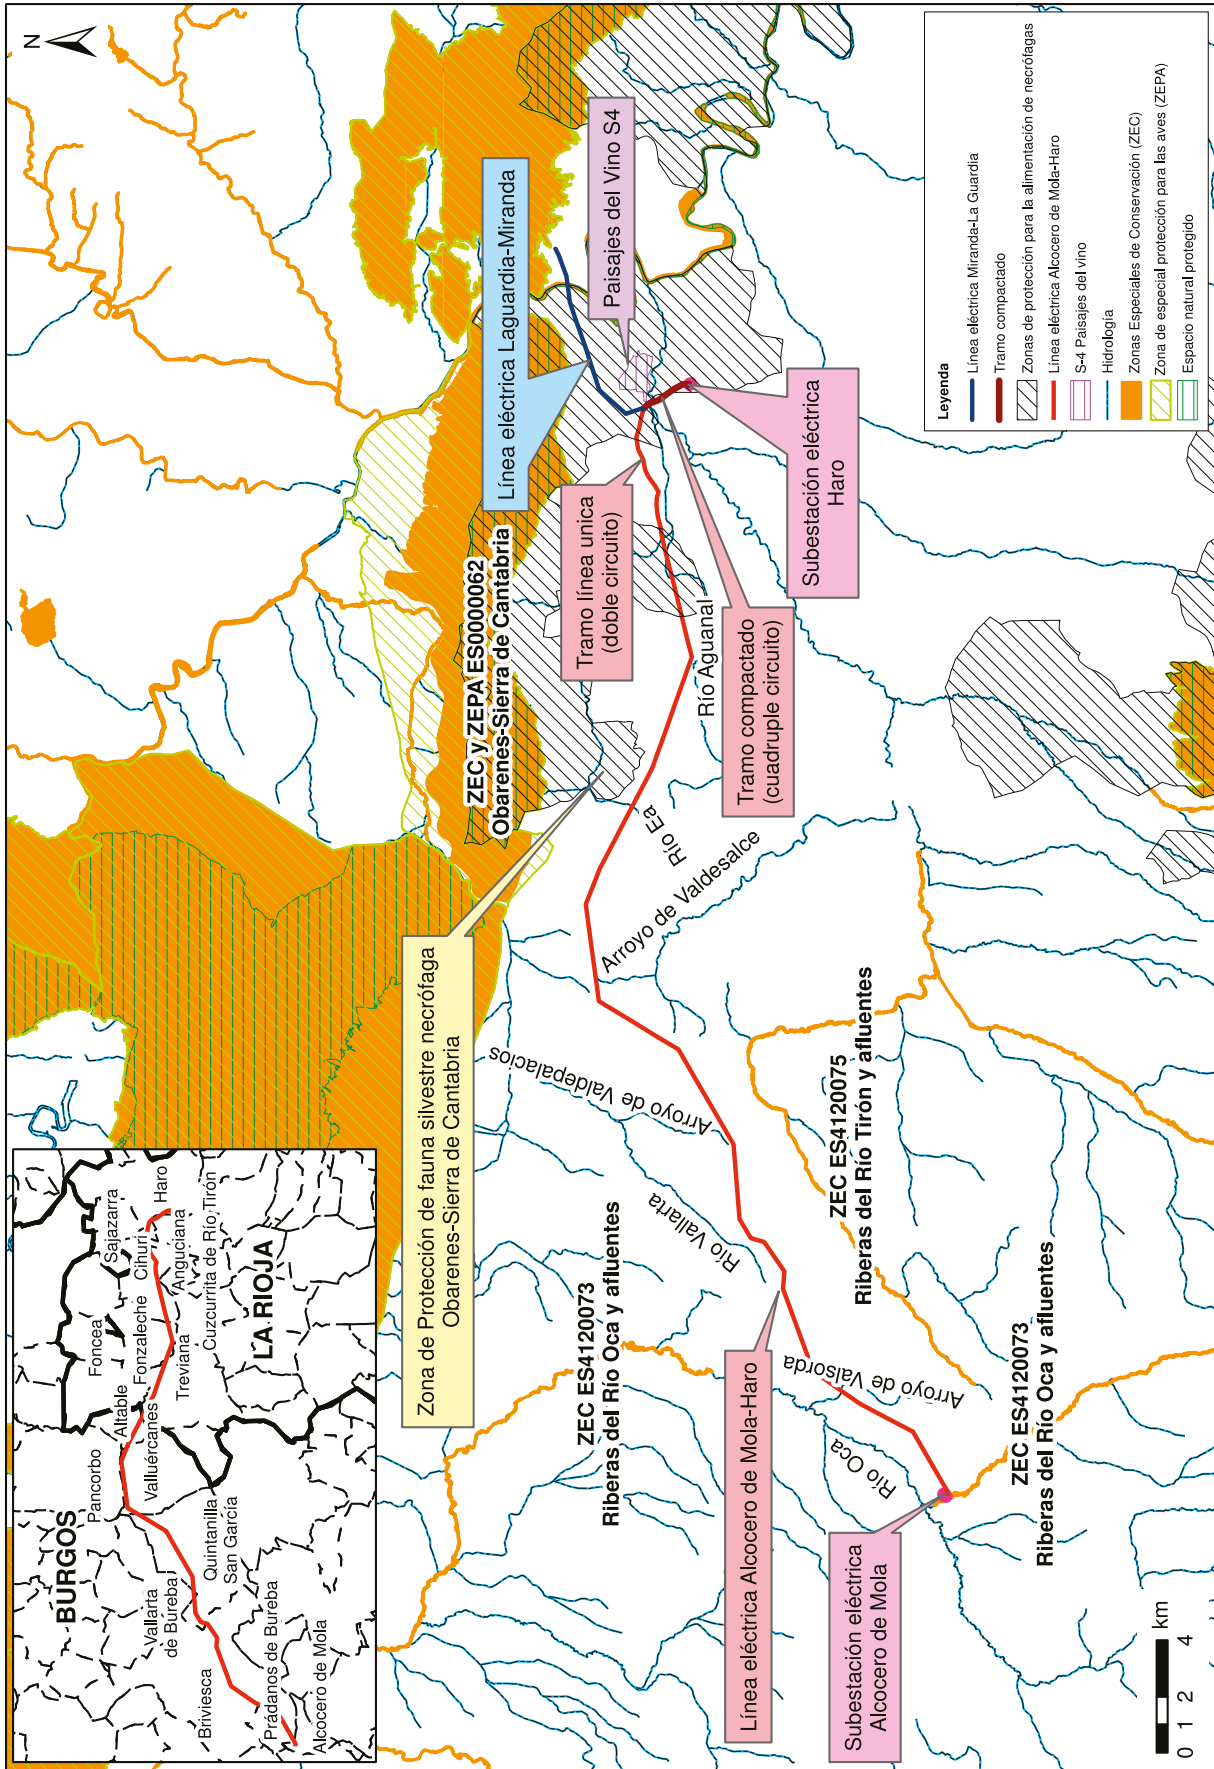 BURGOS
Pancorbo
Foncea
Sajazarra
Altable
Fonzaleche
Cihuri
Haro
Valluércanes
Treviana
Anguciana
Cuzcurrita de Río Tirón
LA RIOJA
Vallarta
de Bureba
Quintanilla
San García
Briviesca
Prádanos de Bureba
Alcocero de Mola
N
Zona de Protección de fauna silvestre necrófaga
Obarenes-Sierra de Cantabria
ZEC y ZEPA ES0000062
Obarenes-Sierra de Cantabria
Línea eléctrica Laguardia-Miranda
Paisajes del Vino S4
Tramo línea unica
(doble circuito)
Subestación eléctrica
Haro
Tramo compactado
(cuadruple circuito)
Río Aguanal
Río Ea
Arroyo de Valdesalce
Arroyo de Valdepalacios
Río Vallarta
ZEC ES4120073
Riberas del Río Oca y afluentes
ZEC ES4120075
Riberas del Río Tirón y afluentes
Línea eléctrica Alcocero de Mola-Haro
Arroyo de Valsorda
Río Oca
ZEC ES4120073
Riberas del Río Oca y afluentes
Subestación eléctrica
Alcocero de Mola
km
0 1 2 4
Leyenda
Línea eléctrica Miranda-La Guardia
Tramo compactado
Zonas de protección para la alimentación de necrófagas
Línea eléctrica Alcocero de Mola-Haro
S-4 Paisajes del vino
Hidrología
Zonas Especiales de Conservación (ZEC)
Zona de especial protección para las aves (ZEPA)
Espacio natural protegido